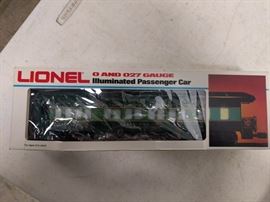 LIONEL
O AND O27 GAUGE
Illuminated Passenger Car